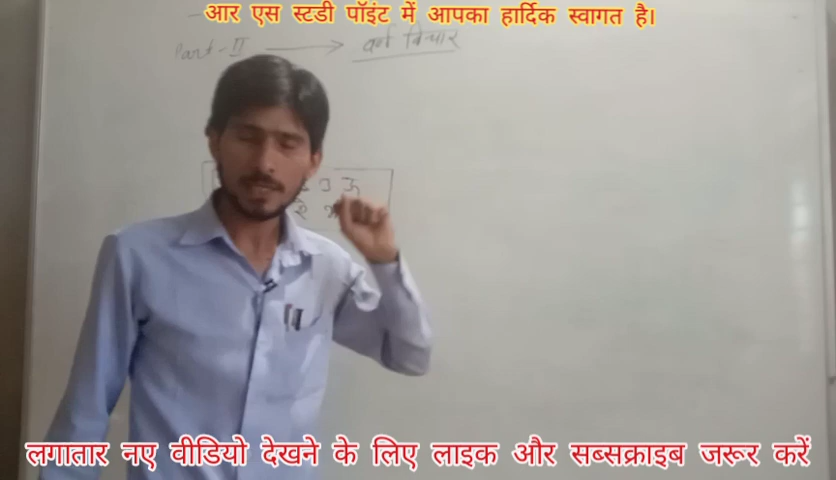 आर एस स्टडी पॉइंट में आपका हार्दिक स्वागत है।
Part-II → वर्ण विचार
उ ऊ
ऐ
लगातार नए वीडियो देखने के लिए लाइक और सब्सक्राइब जरूर करें